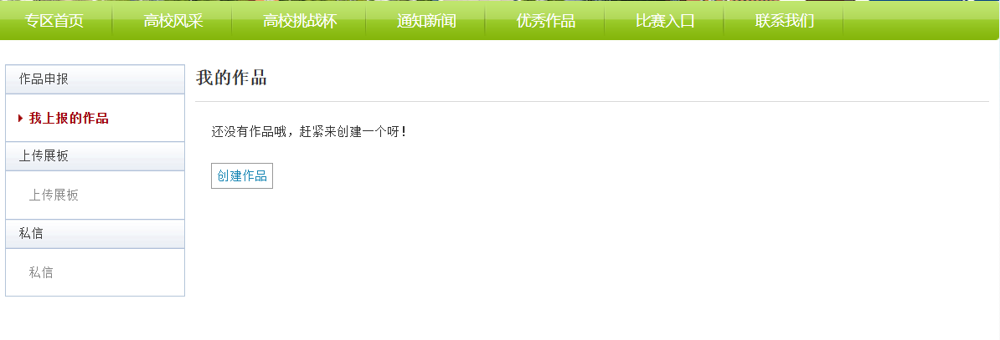 专区首页 高校风采 高校挑战杯 通知新闻 优秀作品 比赛入口 联系我们
作品申报
我上报的作品
上传展板
上传展板
私信
私信
我的作品
还没有作品哦，赶紧来创建一个呀！
创建作品